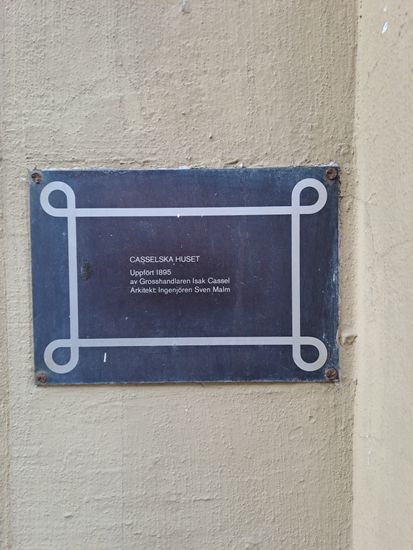 CASSELSKA HUSET
Uppfört 1895
av Grosshandlaren Isak Cassel
Arkitekt: Ingenjören Sven Malm